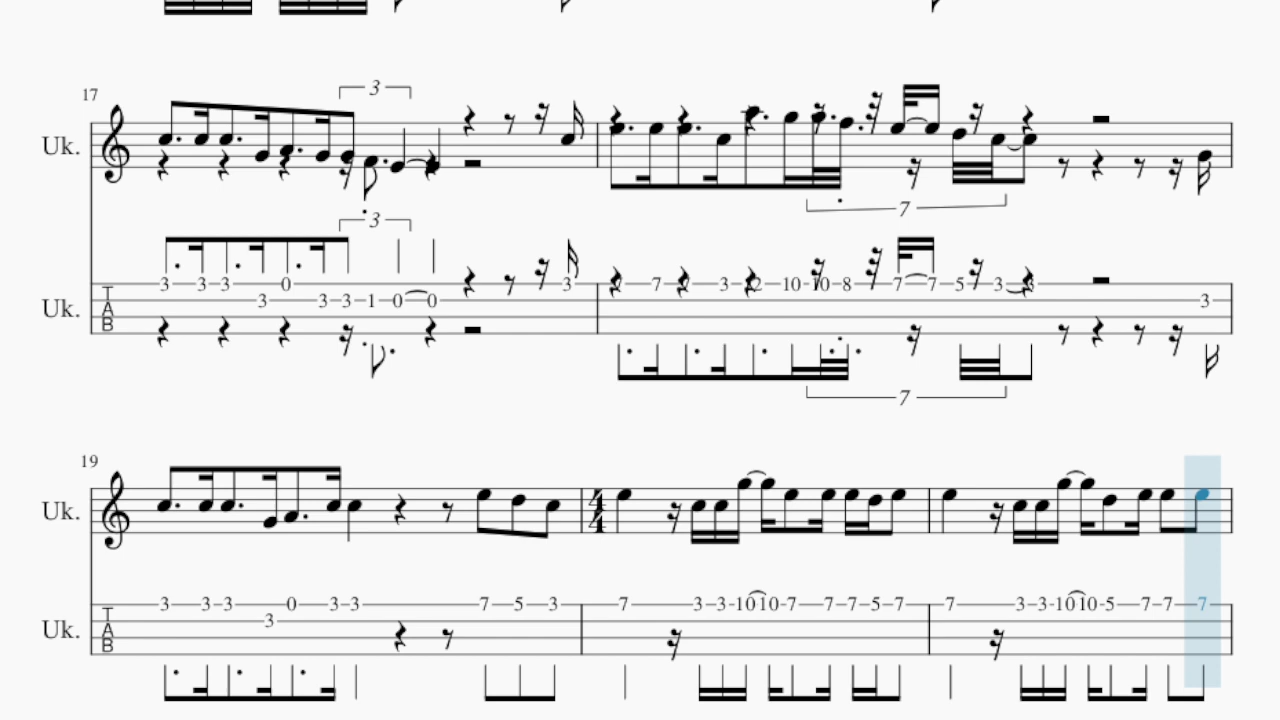 17
3
Uk.
7
3
Uk. 3 3 3 3 0 3 3 1 0 0 3 7 7 7 3 12 10 10 8 7 7 5 3 3 3
7
19
Uk. 4 4
Uk. 3 3 3 3 0 3 3 7 5 3 7 3 3 10 10 7 7 7 5 7 7 3 3 10 10 5 7 7 7